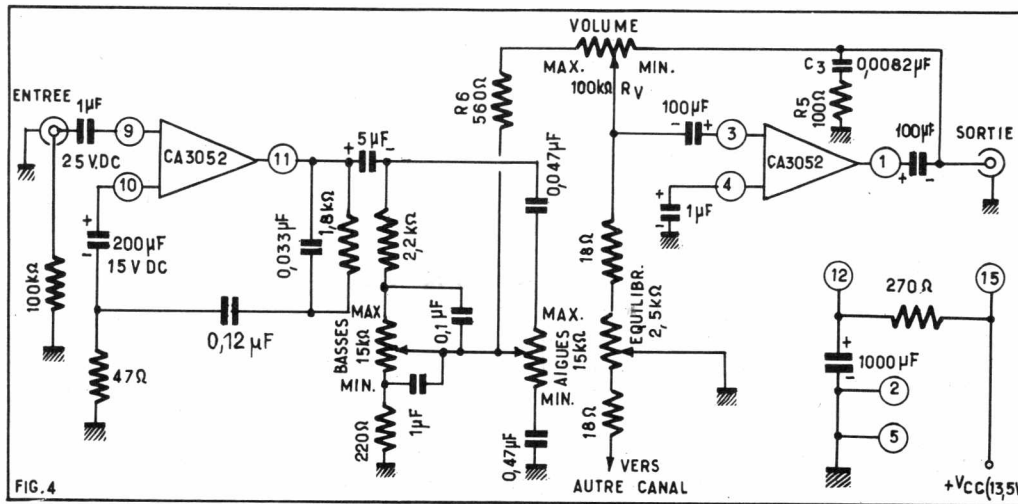 VOLUME
MAX.
MIN.
100kΩ RV
C3
0,0082µF
R5
100Ω
R6
560Ω
ENTREE
1µF
25 V.DC
9
10
CA3052
11
5µF
+
-
100µF
-
+
3
4
CA3052
1
100µF
+
-
SORTIE
+
-
200µF
15 V DC
0,033µF
1,8kΩ
2,2kΩ
0,047µF
1µF
-
100kΩ
0,12µF
47Ω
BASSES
15kΩ
MAX.
MIN.
0,1µF
1µF
220Ω
MAX.
AIGUES
15kΩ
MIN.
0,47µF
18Ω
EQUILIBR.
2,5kΩ
18Ω
VERS
AUTRE CANAL
12
15
270Ω
+
1000µF
-
2
5
+VCC(13,5V
FIG.4